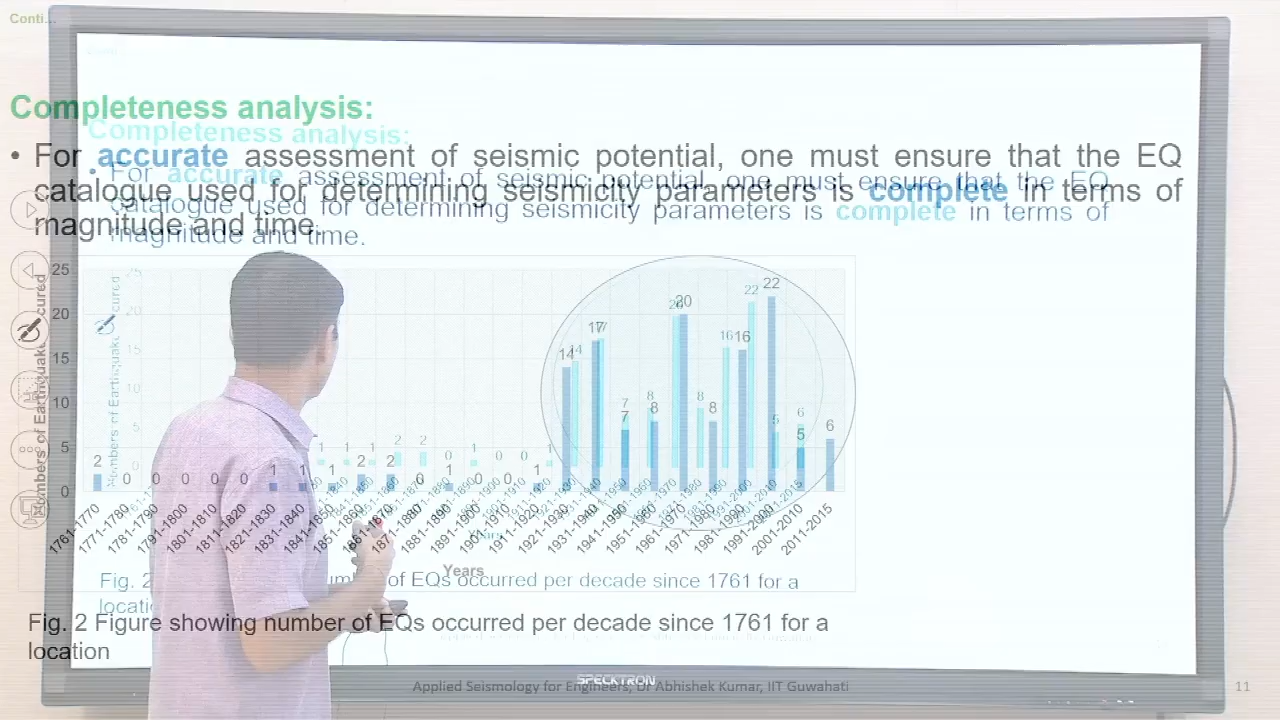 Conti...
Completeness analysis:
• For accurate assessment of seismic potential, one must ensure that the EQ
catalogue used for determining seismicity parameters is complete in terms of
magnitude and time.
25
20
15
10
5
0
2 0 0 0 0 0 1 1 1 2 2 0 1 0 0 1 14 17 7 8 20 8 16 22 5 6
1761-1770 1771-1780 1781-1790 1791-1800 1801-1810 1811-1820 1821-1830 1831-1840 1841-1850 1851-1860 1861-1870 1871-1880 1881-1890 1891-1900 1901-1910 1911-1920 1921-1930 1931-1940 1941-1950 1951-1960 1961-1970 1971-1980 1981-1990 1991-2000 2001-2010 2011-2015
Years
Fig. 2 Figure showing number of EQs occurred per decade since 1761 for a
location
SPECKTRON
Applied Seismology for Engineers, Dr Abhishek Kumar, IIT Guwahati
11